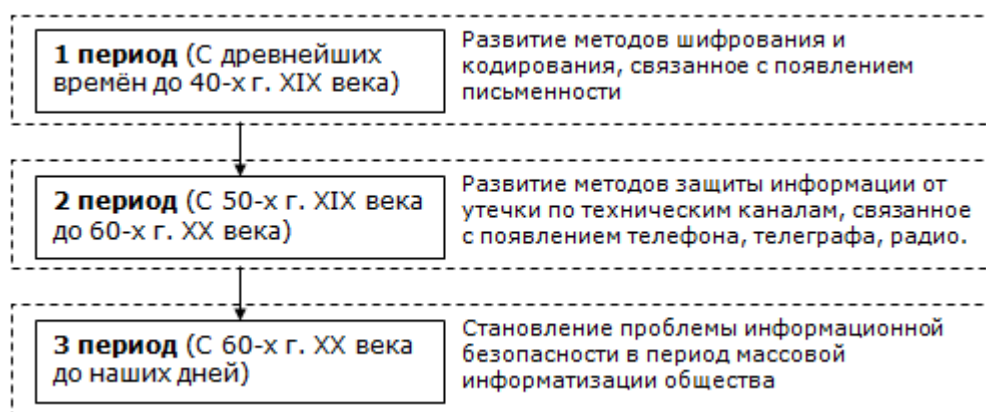 1 период (С древнейших
времён до 40-х г. XIX века)
Развитие методов шифрования и
кодирования, связанное с появлением
письменности
2 период (С 50-х г. XIX века
до 60-х г. XX века)
Развитие методов защиты информации от
утечки по техническим каналам, связанное
с появлением телефона, телеграфа, радио.
3 период (С 60-х г. XX века
до наших дней)
Становление проблемы информационной
безопасности в период массовой
информатизации общества